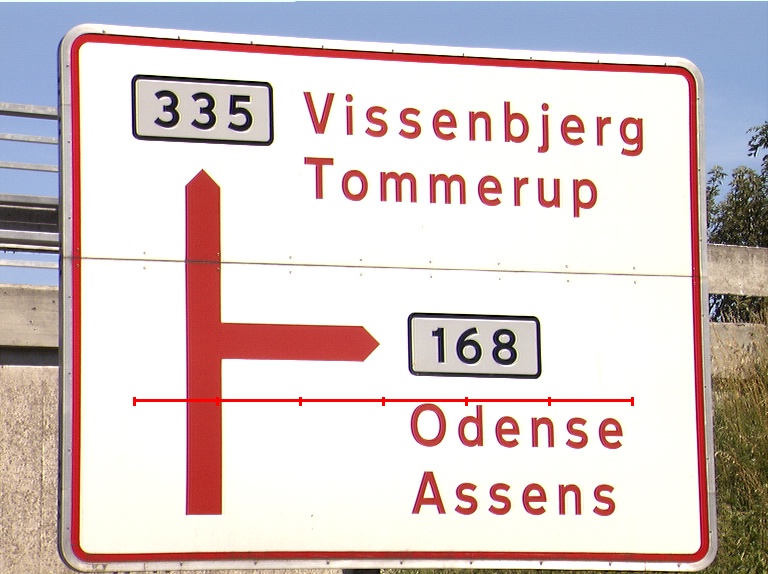 335 Vissenbjerg
Tommerup
168
Odense
Assens